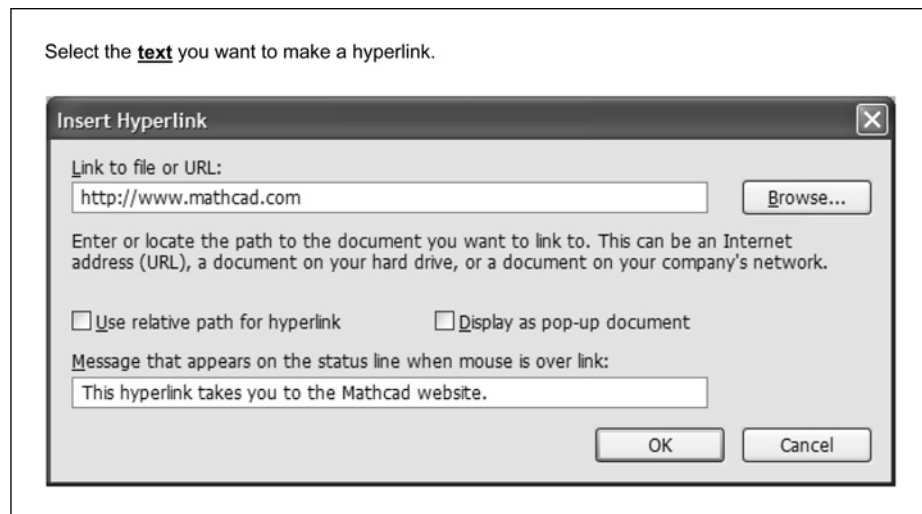 Select the text you want to make a hyperlink.
Insert Hyperlink
Link to file or URL:
http://www.mathcad.com
Browse...
Enter or locate the path to the document you want to link to. This can be an Internet
address (URL), a document on your hard drive, or a document on your company's network.
Use relative path for hyperlink
Display as pop-up document
Message that appears on the status line when mouse is over link:
This hyperlink takes you to the Mathcad website.
OK
Cancel